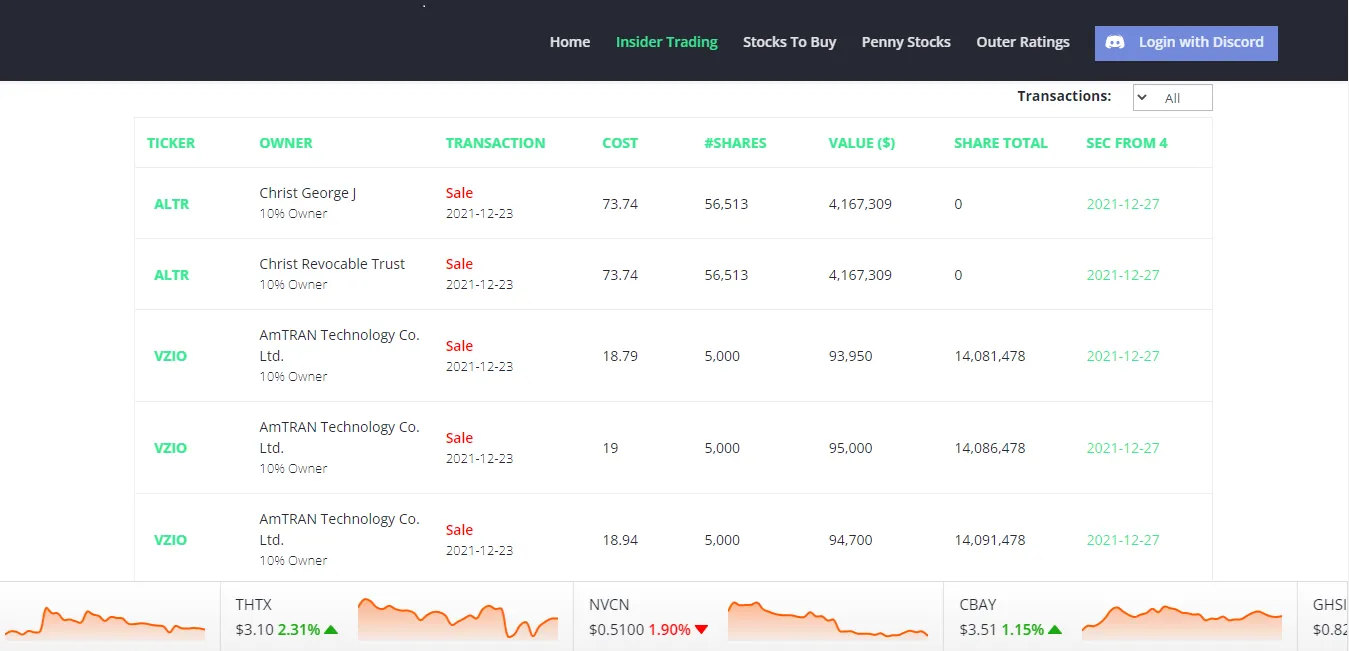 Home Insider Trading Stocks To Buy Penny Stocks Outer Ratings Login with Discord
Transactions: All
TICKER OWNER TRANSACTION COST #SHARES VALUE ($) SHARE TOTAL SEC FROM 4
ALTR Christ George J 10% Owner Sale 2021-12-23 73.74 56,513 4,167,309 0 2021-12-27
ALTR Christ Revocable Trust 10% Owner Sale 2021-12-23 73.74 56,513 4,167,309 0 2021-12-27
VZIO AmTRAN Technology Co. Ltd. 10% Owner Sale 2021-12-23 18.79 5,000 93,950 14,081,478 2021-12-27
VZIO AmTRAN Technology Co. Ltd. 10% Owner Sale 2021-12-23 19 5,000 95,000 14,086,478 2021-12-27
VZIO AmTRAN Technology Co. Ltd. 10% Owner Sale 2021-12-23 18.94 5,000 94,700 14,091,478 2021-12-27
THTX NVCN CBAY
$3.10 2.31% $0.5100 1.90% $3.51 1.15%